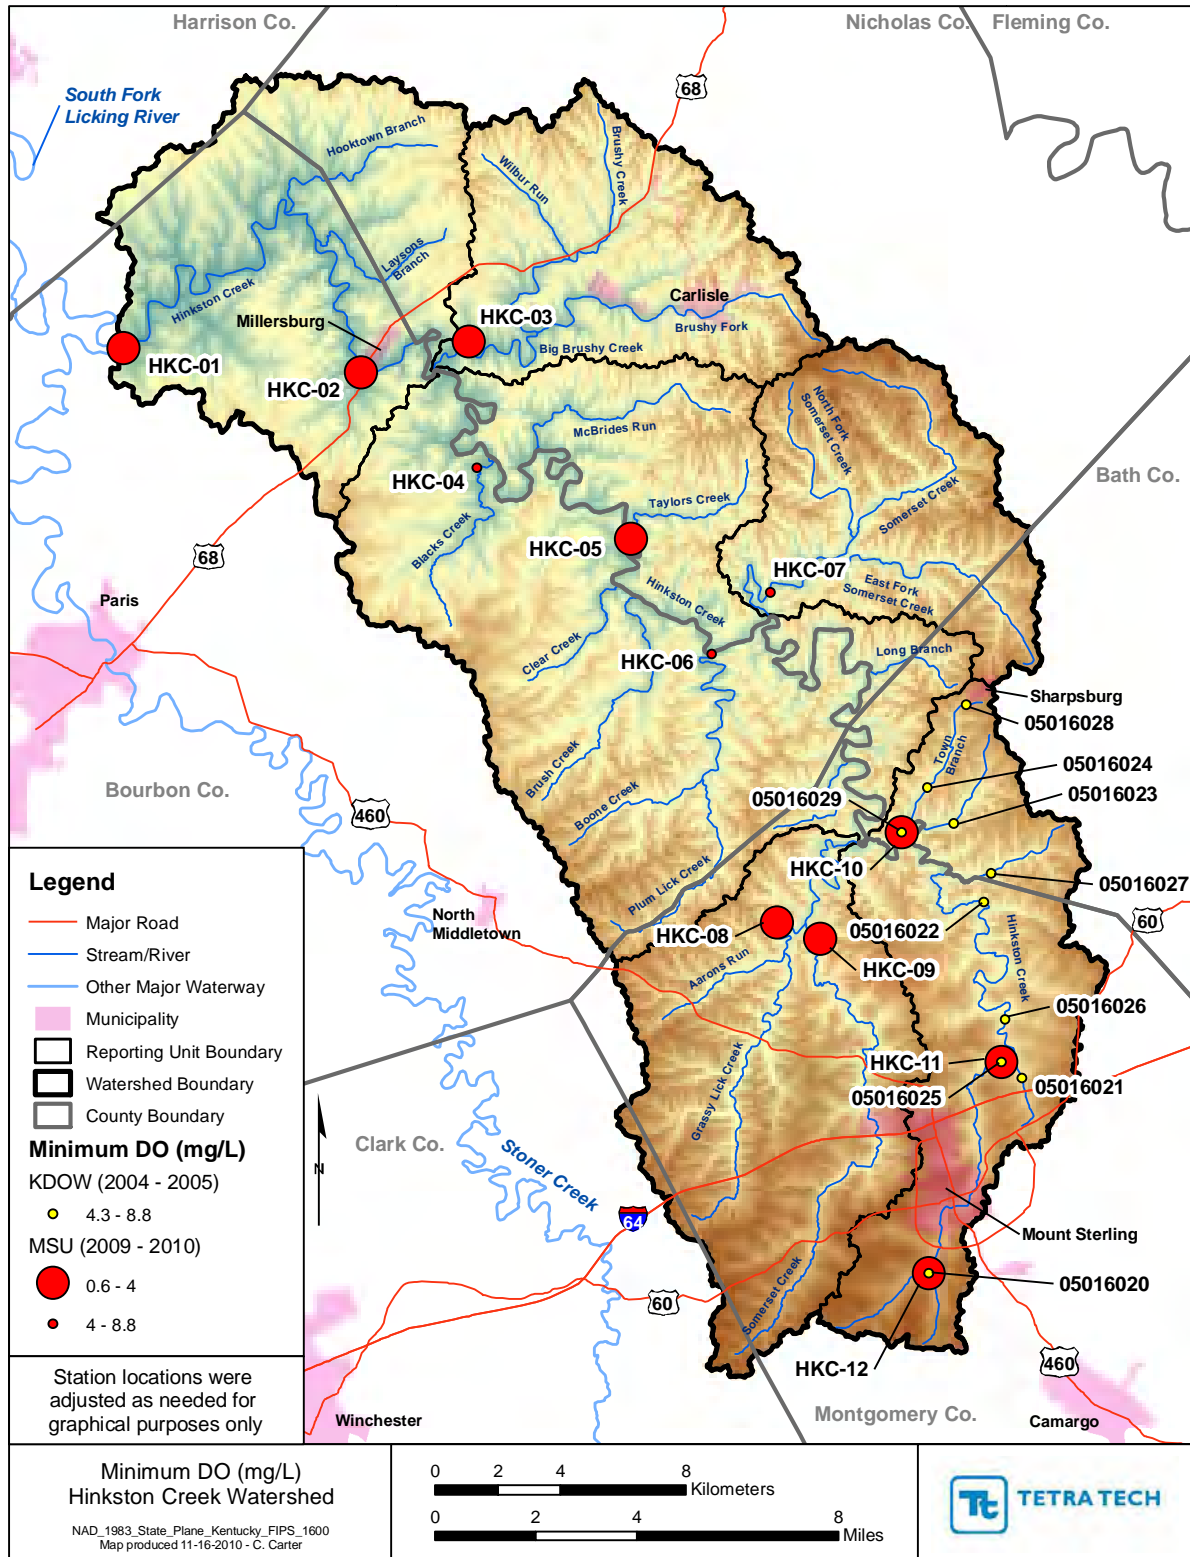 Harrison Co.
Nicholas Co.
Fleming Co.
68
South Fork
Licking River
Hooktown Branch
Wilbur Run
Brushy Creek
Laysons
Branch
Hinkston Creek
Millersburg
HKC-01
HKC-02
HKC-03
Carlisle
Brushy Fork
Big Brushy Creek
McBrides Run
North Fork
Somerset Creek
Somerset Creek
Bath Co.
HKC-04
Blacks Creek
Taylors Creek
HKC-05
68
HKC-07
East Fork
Somerset Creek
Hinkston Creek
Paris
Clear Creek
HKC-06
Long Branch
Sharpsburg
05016028
Town
Branch
05016024
05016023
Brush Creek
Boone Creek
05016029
Bourbon Co.
460
HKC-10
05016027
Plum Lick Creek
North
Middletown
HKC-08
05016022
60
Hinkston Creek
HKC-09
Aarons Run
05016026
HKC-11
05016025
05016021
Grassy Lick Creek
Clark Co.
Stoner Creek
64
Mount Sterling
60
Somerset Creek
05016020
HKC-12
460
Montgomery Co.
Camargo
Winchester
Legend
Major Road
Stream/River
Other Major Waterway
Municipality
Reporting Unit Boundary
Watershed Boundary
County Boundary
Minimum DO (mg/L)
KDOW (2004 - 2005)
4.3 - 8.8
MSU (2009 - 2010)
0.6 - 4
4 - 8.8
N
Station locations were
adjusted as needed for
graphical purposes only
Minimum DO (mg/L)
Hinkston Creek Watershed
NAD_1983_State_Plane_Kentucky_FIPS_1600
Map produced 11-16-2010 - C. Carter
0 2 4 8
Kilometers
0 2 4 8
Miles
Tt
TETRA TECH